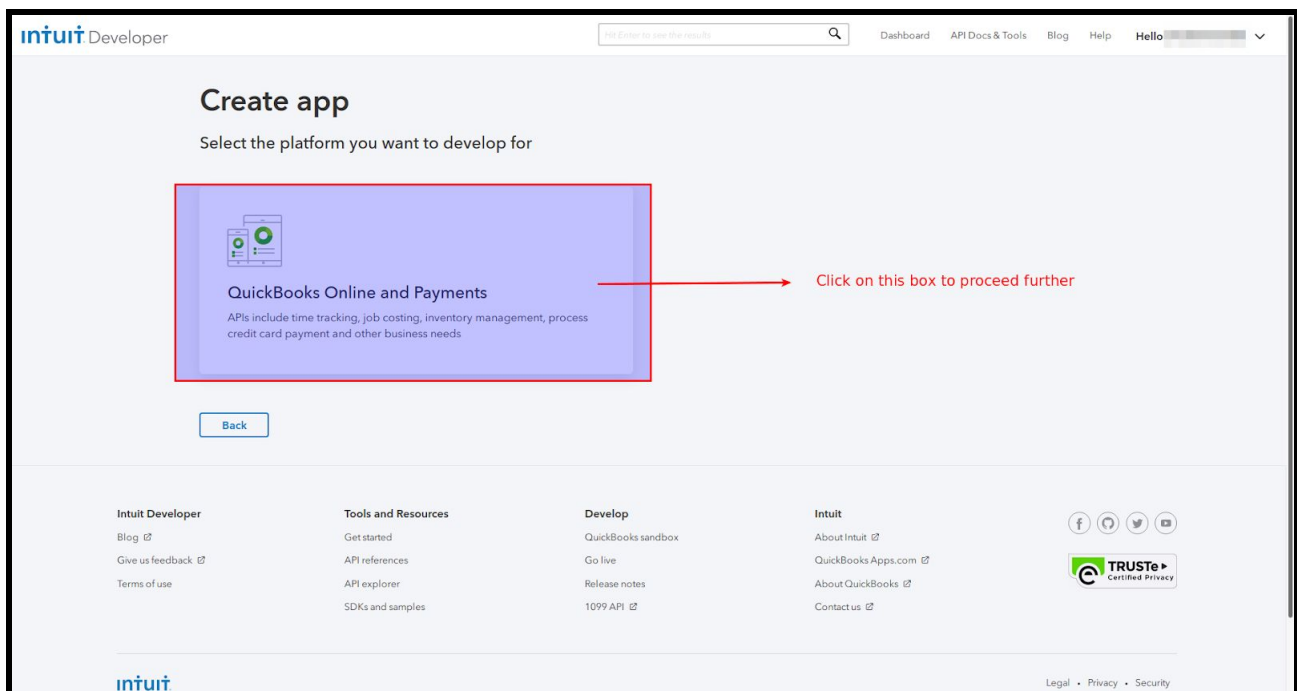 INTUIT Developer
Hit Enter to see the results
Dashboard
API Docs & Tools
Blog
Help
Hello
Create app
Select the platform you want to develop for
QuickBooks Online and Payments
APIs include time tracking, job costing, inventory management, process
credit card payment and other business needs
Click on this box to proceed further
Back
Intuit Developer
Blog
Give us feedback
Terms of use
Tools and Resources
Get started
API references
API explorer
SDKs and samples
Develop
QuickBooks sandbox
Go live
Release notes
1099 API
Intuit
About Intuit
QuickBooks Apps.com
About QuickBooks
Contact us
TRUSTe
Certified Privacy
INTUIT
Legal • Privacy • Security